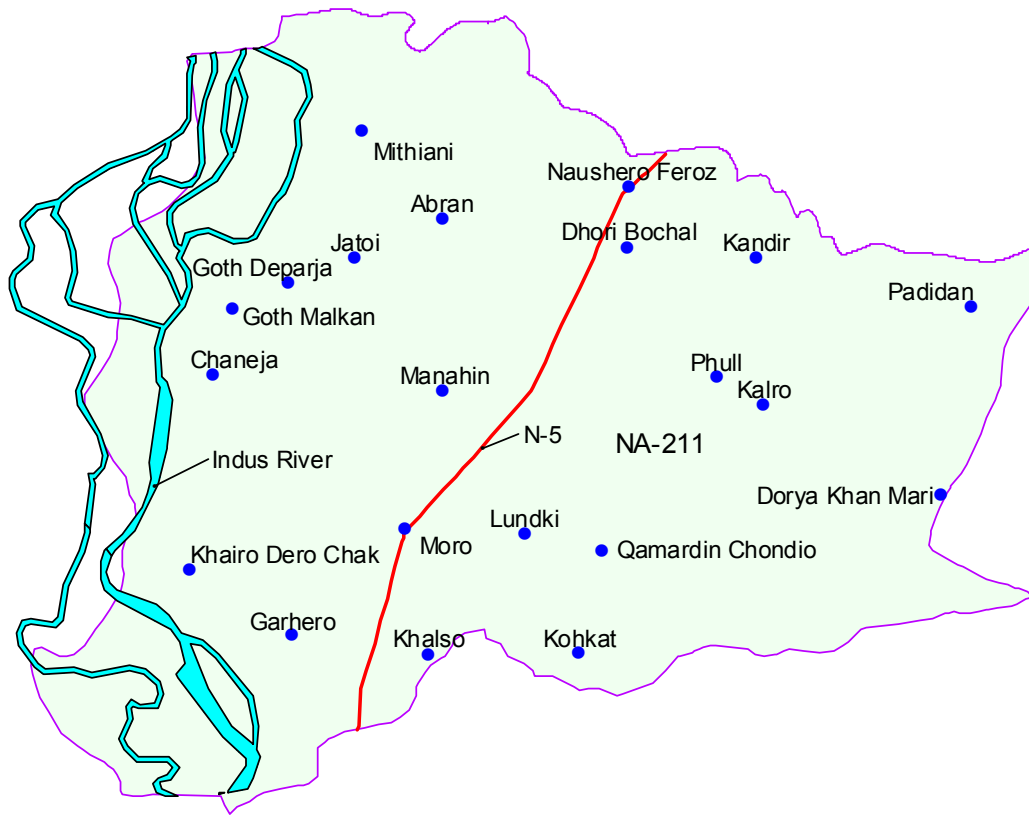 Mithiani
Naushero Feroz
Abran
Dhori Bochal
Kandir
Jatoi
Goth Deparja
Padidan
Goth Malkan
Chaneja
Phull
Manahin
Kalro
N-5
NA-211
Indus River
Dorya Khan Mari
Lundki
Moro
Qamardin Chondio
Khairo Dero Chak
Garhero
Khalso
Kohkat